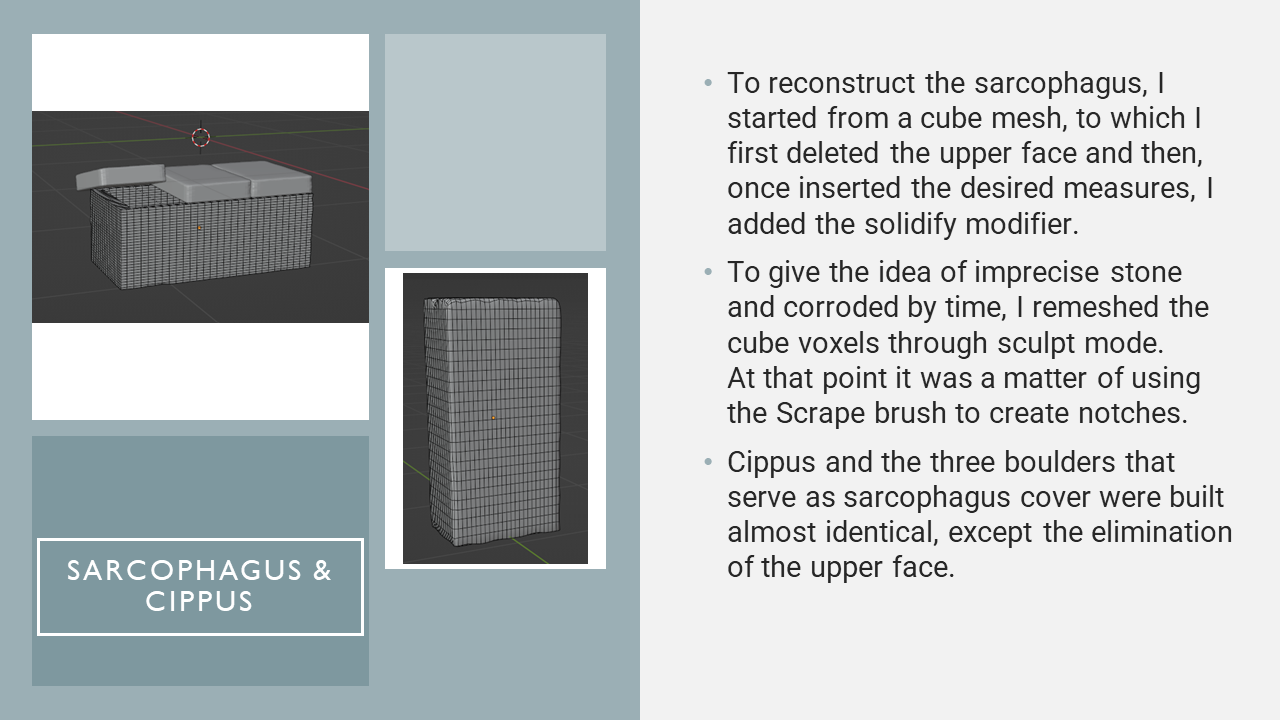 SARCOPHAGUS &
CIPPUS
• To reconstruct the sarcophagus, I
started from a cube mesh, to which I
first deleted the upper face and then,
once inserted the desired measures, I
added the solidify modifier.
• To give the idea of imprecise stone
and corroded by time, I remeshed the
cube voxels through sculpt mode.
At that point it was a matter of using
the Scrape brush to create notches.
• Cippus and the three boulders that
serve as sarcophagus cover were built
almost identical, except the elimination
of the upper face.